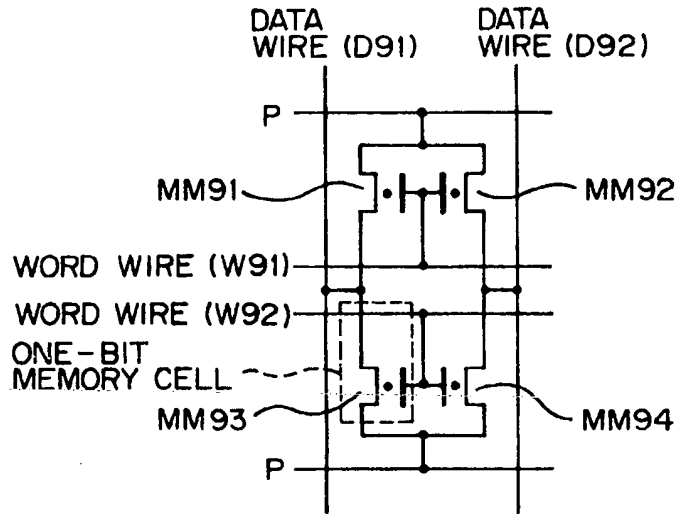 DATA
WIRE (D91)
DATA
WIRE (D92)
P
MM91
MM92
WORD WIRE (W91)
WORD WIRE (W92)
ONE-BIT
MEMORY CELL
MM93
MM94
P